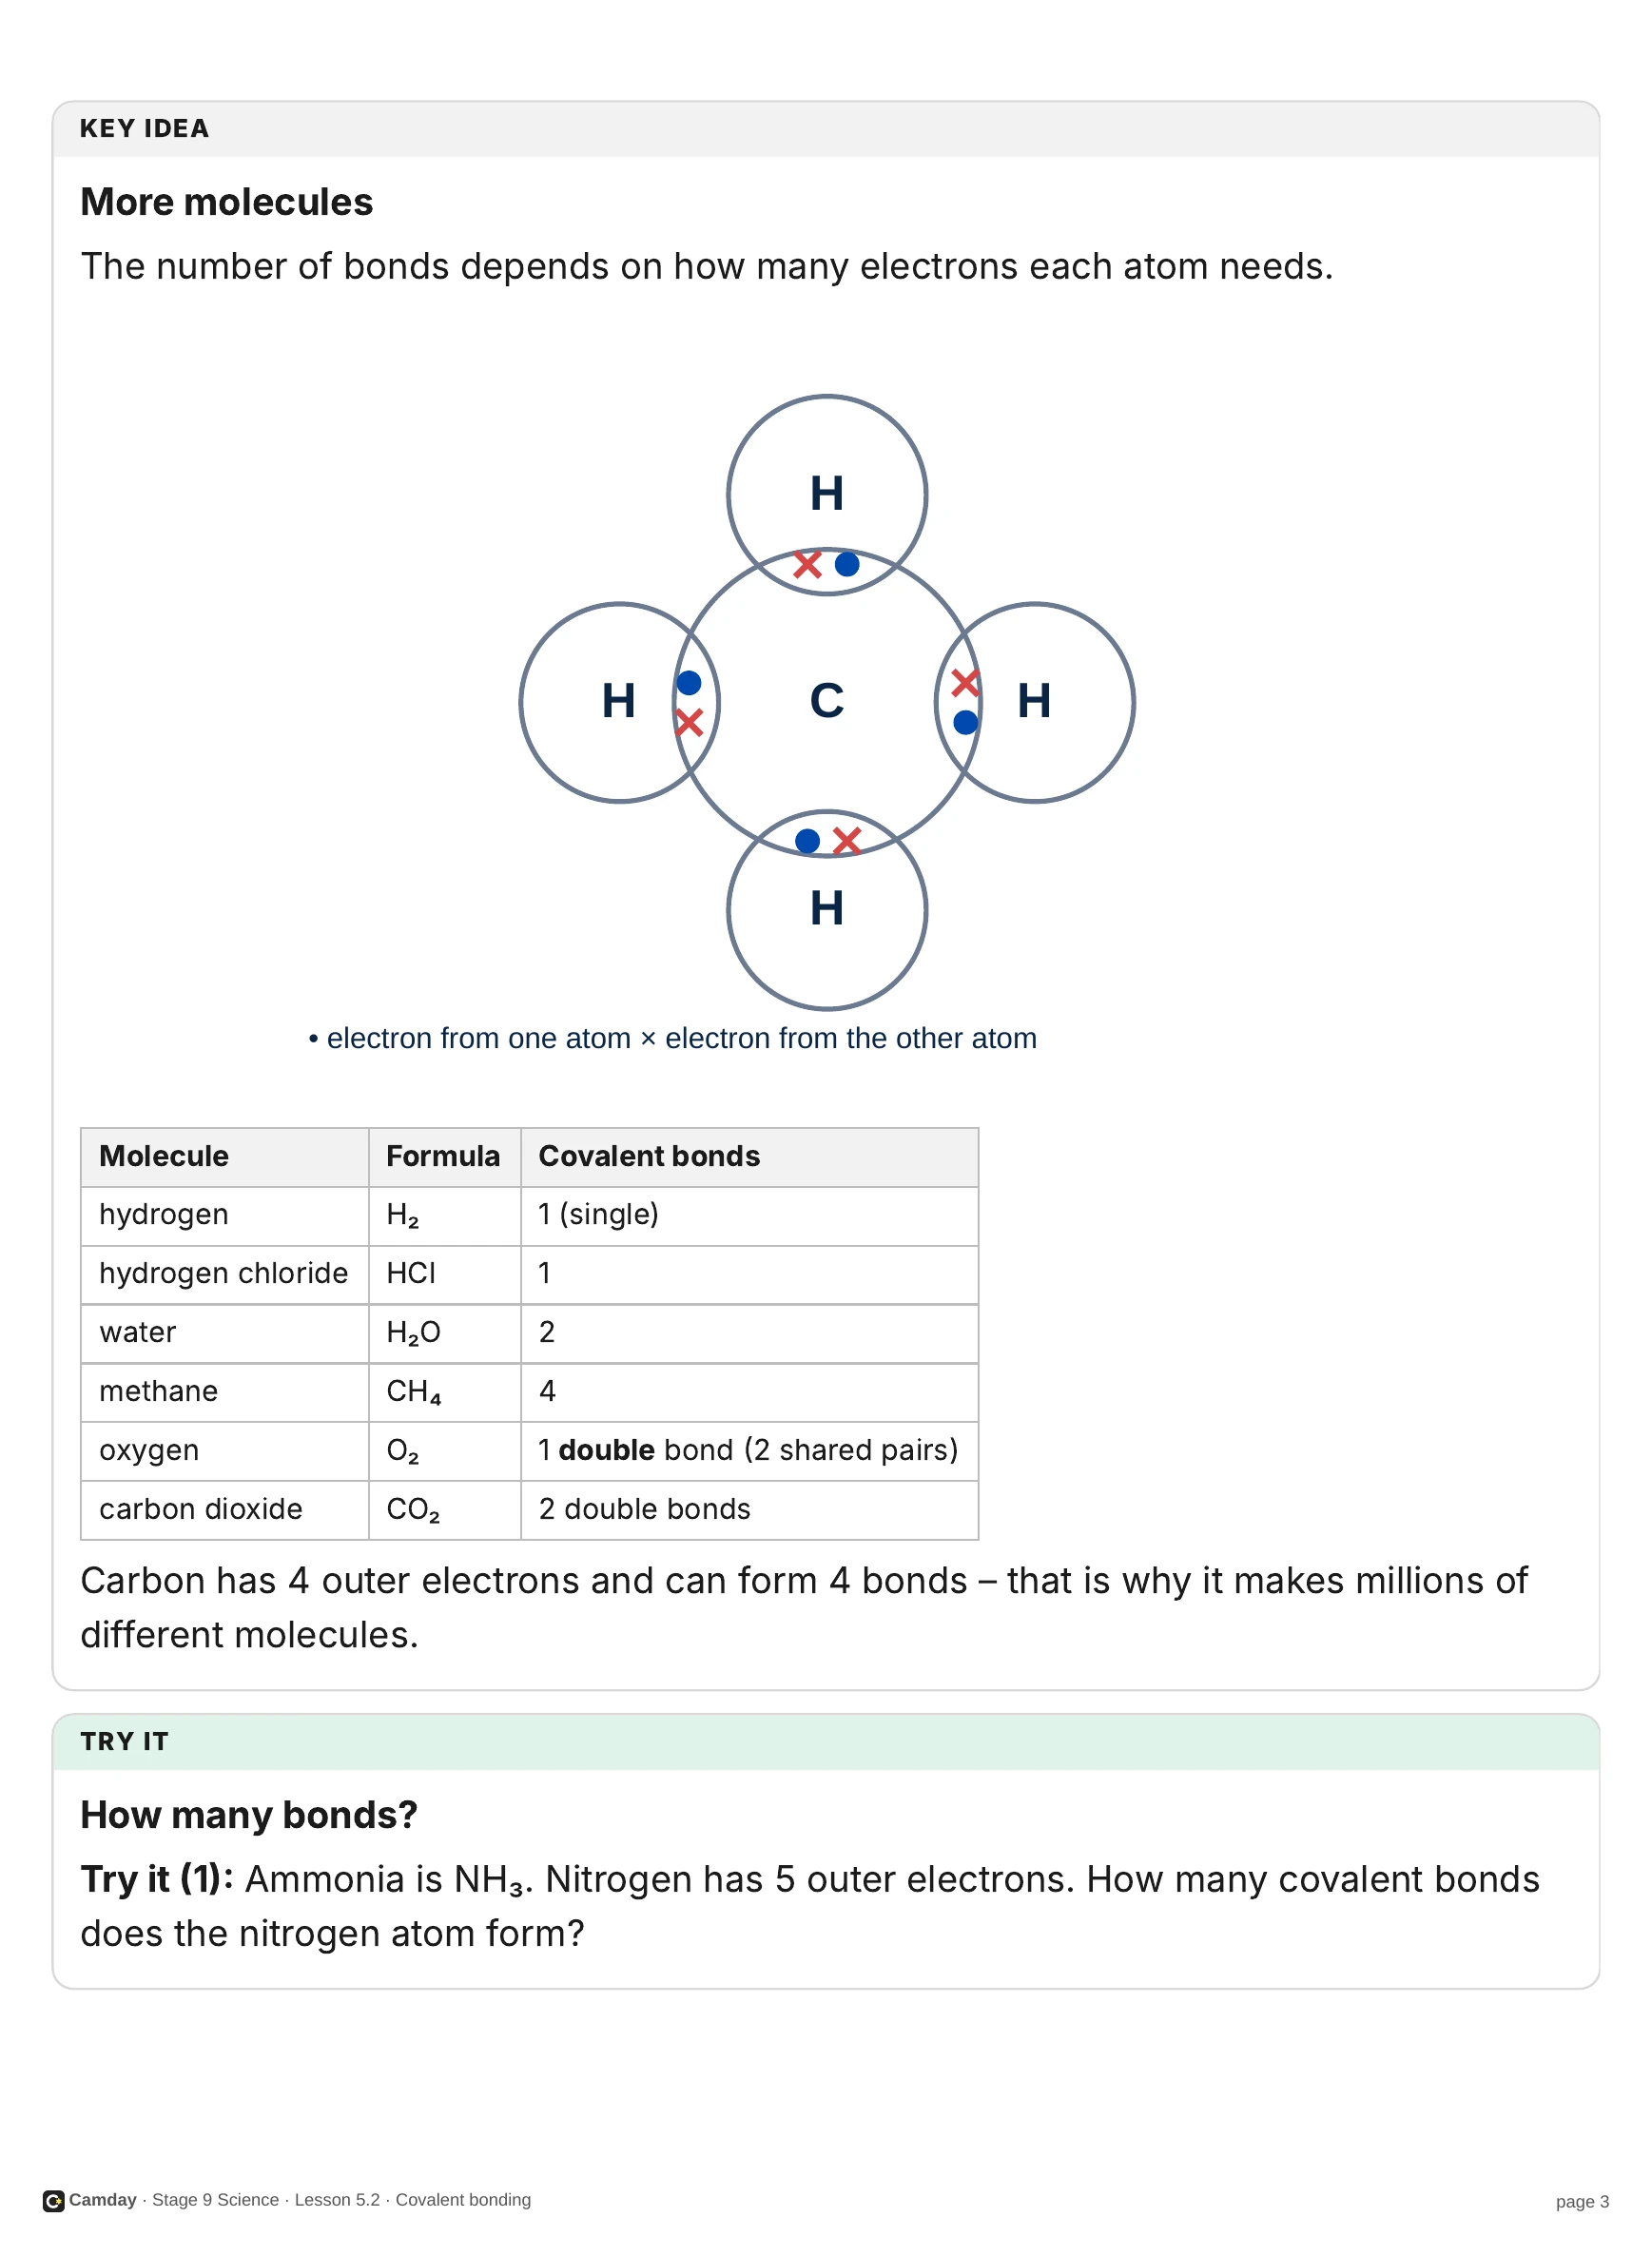 KEY IDEA
More molecules
The number of bonds depends on how many electrons each atom needs.
H
H
C
H
H
• electron from one atom × electron from the other atom
Molecule Formula Covalent bonds
hydrogen H₂ 1 (single)
hydrogen chloride HCl 1
water H₂O 2
methane CH₄ 4
oxygen O₂ 1 double bond (2 shared pairs)
carbon dioxide CO₂ 2 double bonds
Carbon has 4 outer electrons and can form 4 bonds – that is why it makes millions of
different molecules.
TRY IT
How many bonds?
Try it (1): Ammonia is NH₃. Nitrogen has 5 outer electrons. How many covalent bonds
does the nitrogen atom form?
Camday · Stage 9 Science · Lesson 5.2 · Covalent bonding
page 3